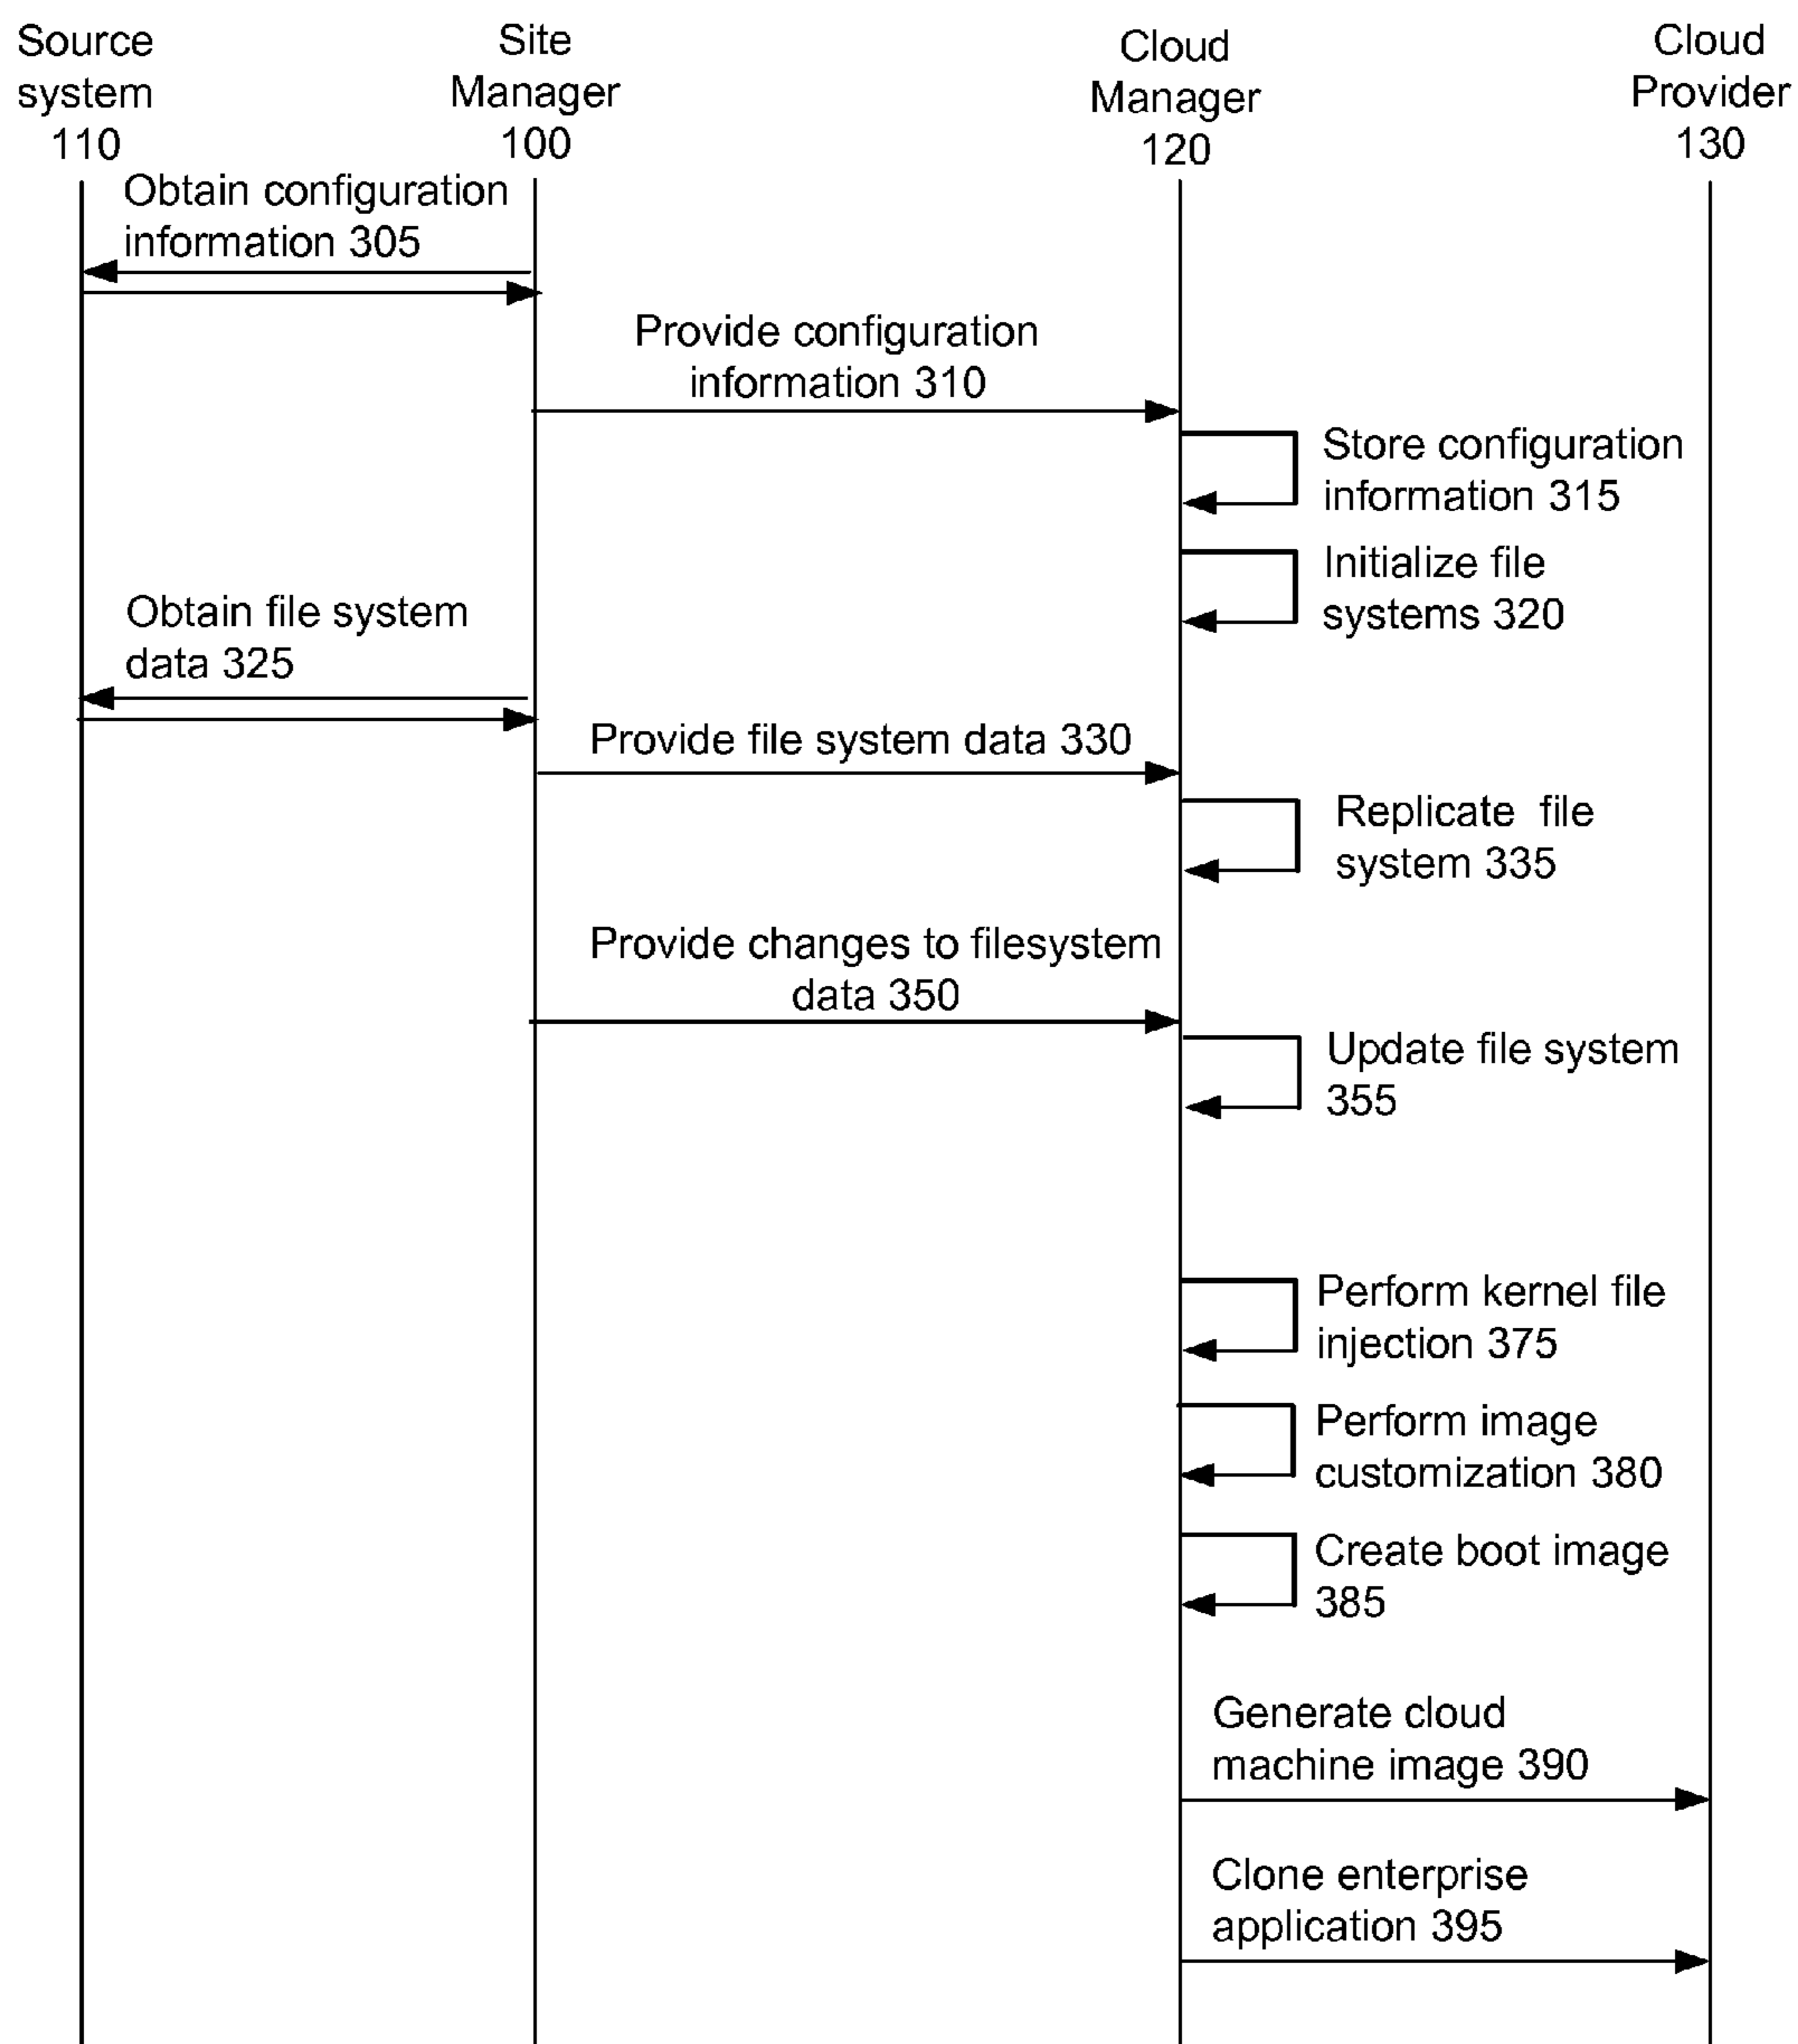 Source
system
110
Site
Manager
100
Cloud
Manager
120
Cloud
Provider
130
Obtain configuration
information 305
Provide configuration
information 310
Store configuration
information 315
Initialize file
systems 320
Obtain file system
data 325
Provide file system data 330
Replicate  file
system 335
Provide changes to filesystem
data 350
Update file system
355
Perform kernel file
injection 375
Perform image
customization 380
Create boot image
385
Generate cloud
machine image 390
Clone enterprise
application 395